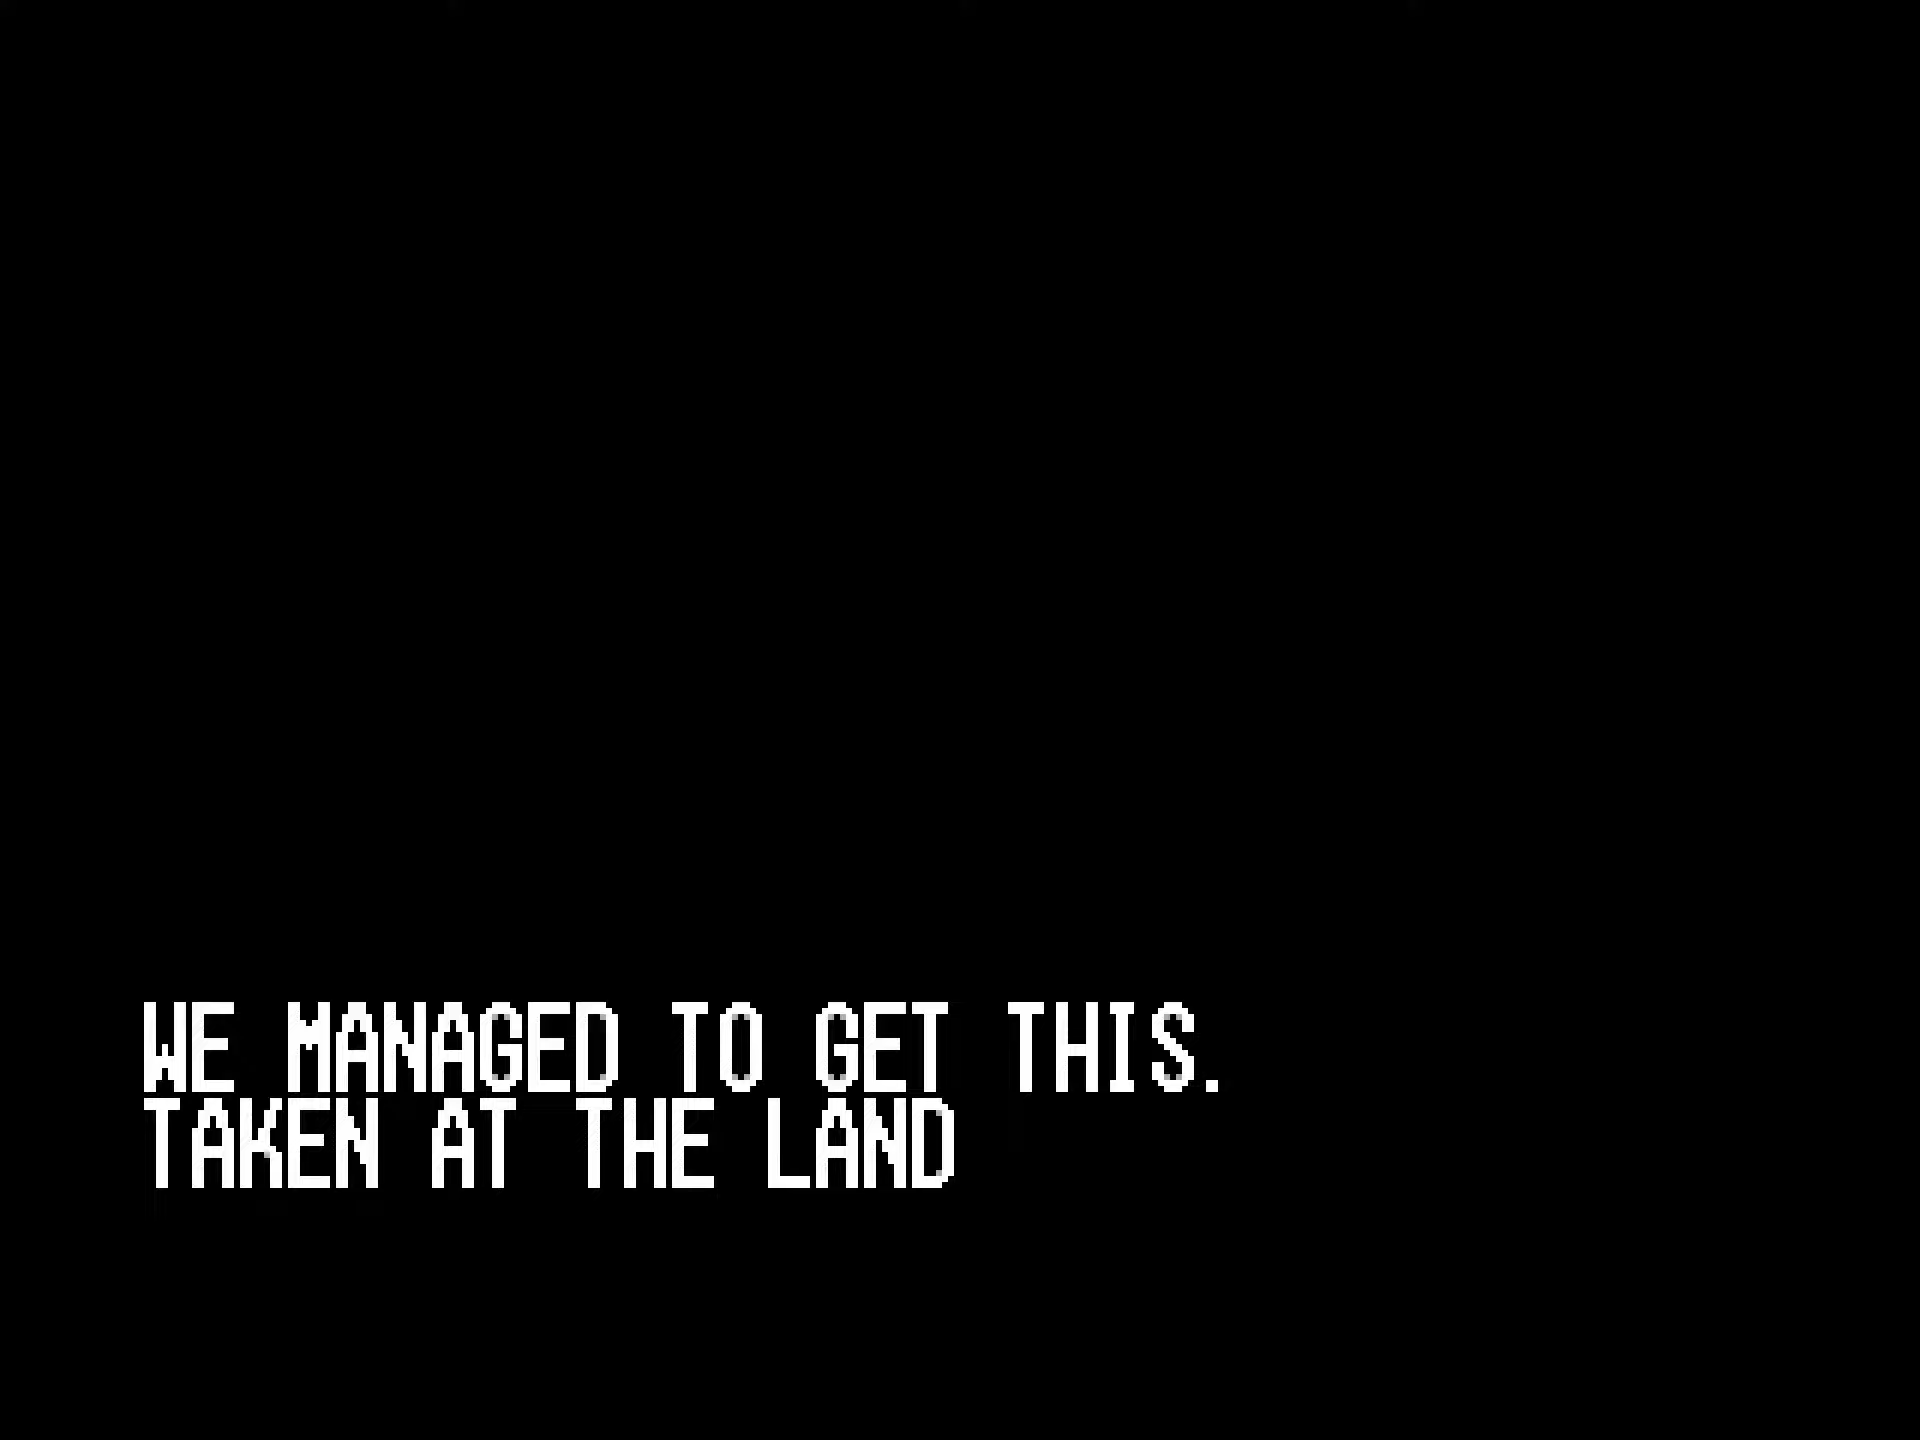 WE MANAGED TO GET THIS.
TAKEN AT THE LAND